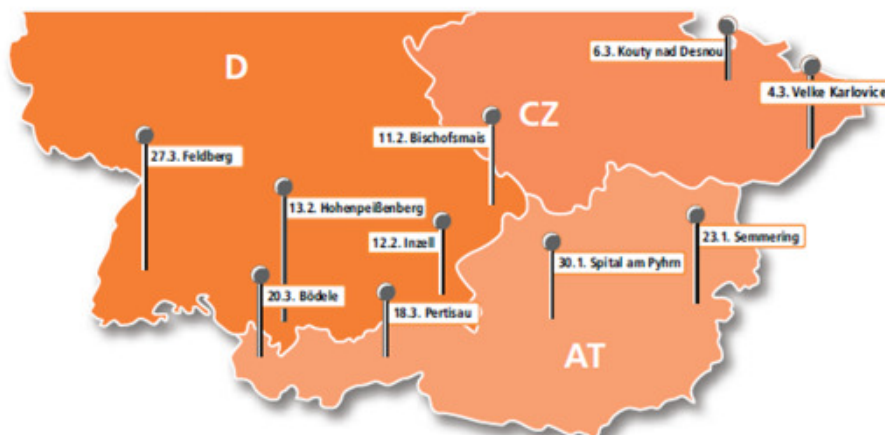 D
6.3. Kouty nad Desnou
4.3. Velke Karlovice
CZ
11.2. Bischofsmais
27.3. Feldberg
13.2. Hohenpeißenberg
12.2. Inzell
23.1. Semmering
30.1. Spital am Pyhrn
20.3. Bödele
18.3. Pertisau
AT